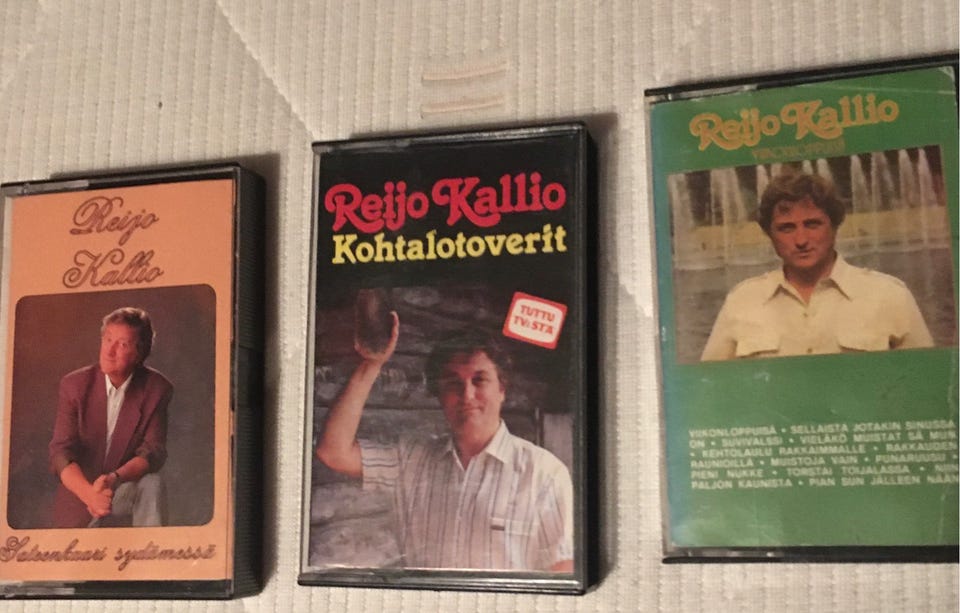 Reijo
Kallio
Sateenkaari sydämessä
Reijo Kallio
Kohtalotoverit
TUTTU
TV:STÄ
Reijo Kallio
VIIKONLOPPUISIN
VIIKONLOPPUISIN • SELLAISTA JOTAKIN SINUSSA
ON • SUVIVALSSI • VIELÄKÖ MUISTAT SÄ MUN
• KEHTOLAULU RAKKAIMMALLE • RAKKAUDEN
RAUNIOILLA • MUISTOJA VAIN • PUNARUUSU •
PIENI NUKKE • TORSTAI TOIJALASSA • NIIN
PALJON KAUNISTA • PIAN SUN JÄLLEEN NÄÄN